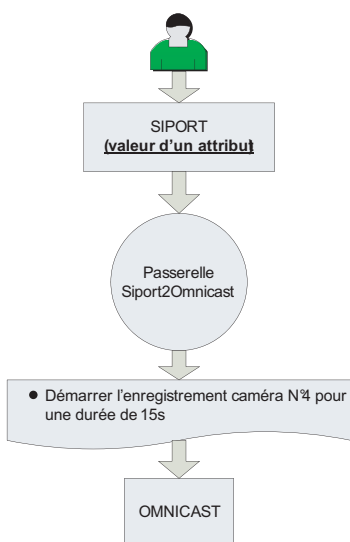 SIPORT
(valeur d'un attribut)
Passerelle
Siport2Omnicast
● Démarrer l'enregistrement caméra N°4 pour
une durée de 15s
OMNICAST